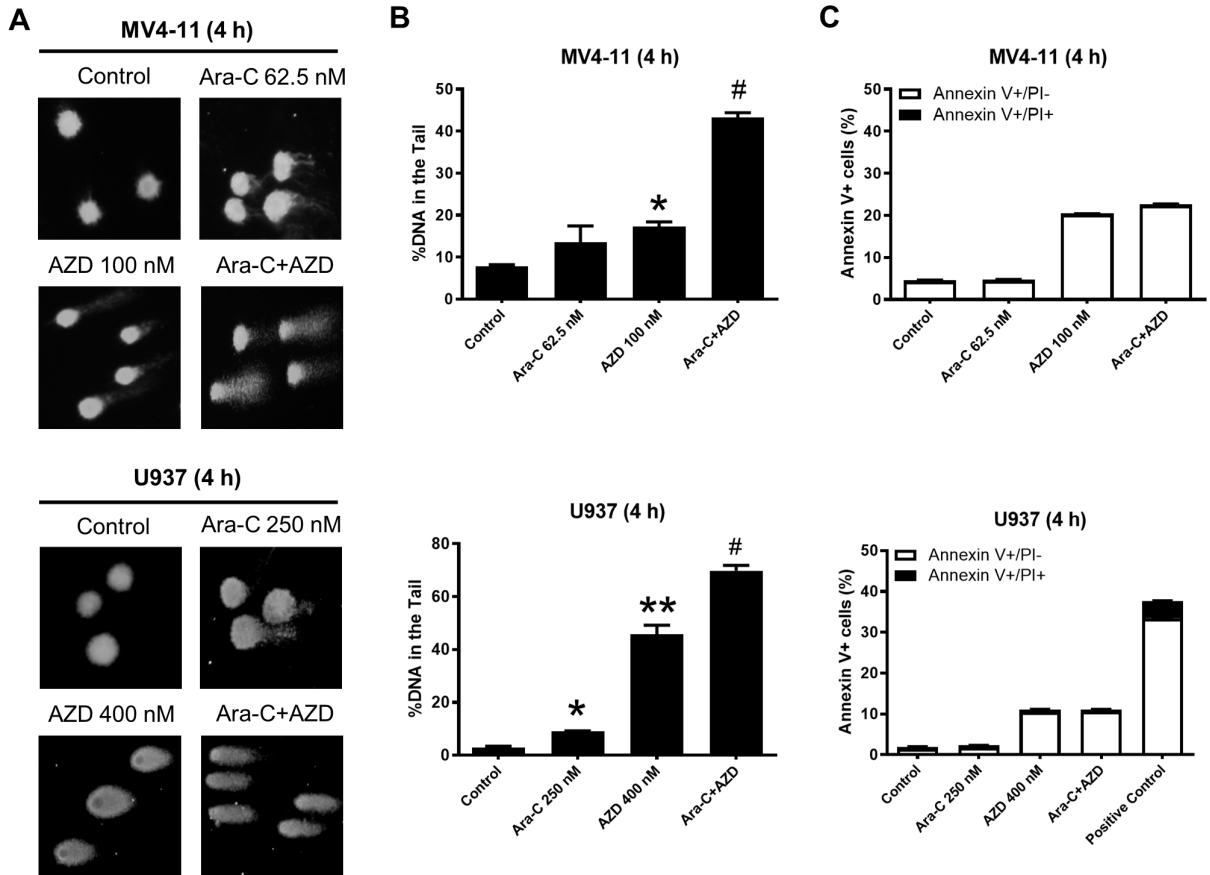 A
MV4-11 (4 h)
Control
Ara-C 62.5 nM
AZD 100 nM
Ara-C+AZD
U937 (4 h)
Control
Ara-C 250 nM
AZD 400 nM
Ara-C+AZD
B
MV4-11 (4 h)
%DNA in the Tail
50
40
30
20
10
0
*
#
Control
Ara-C 62.5 nM
AZD 100 nM
Ara-C+AZD
U937 (4 h)
%DNA in the Tail
80
60
40
20
0
*
**
#
Control
Ara-C 250 nM
AZD 400 nM
Ara-C+AZD
C
MV4-11 (4 h)
Annexin V+ cells (%)
50
40
30
20
10
0
Annexin V+/PI-
Annexin V+/PI+
Control
Ara-C 62.5 nM
AZD 100 nM
Ara-C+AZD
U937 (4 h)
Annexin V+ cells (%)
50
40
30
20
10
0
Annexin V+/PI-
Annexin V+/PI+
Control
Ara-C 250 nM
AZD 400 nM
Ara-C+AZD
Positive Control